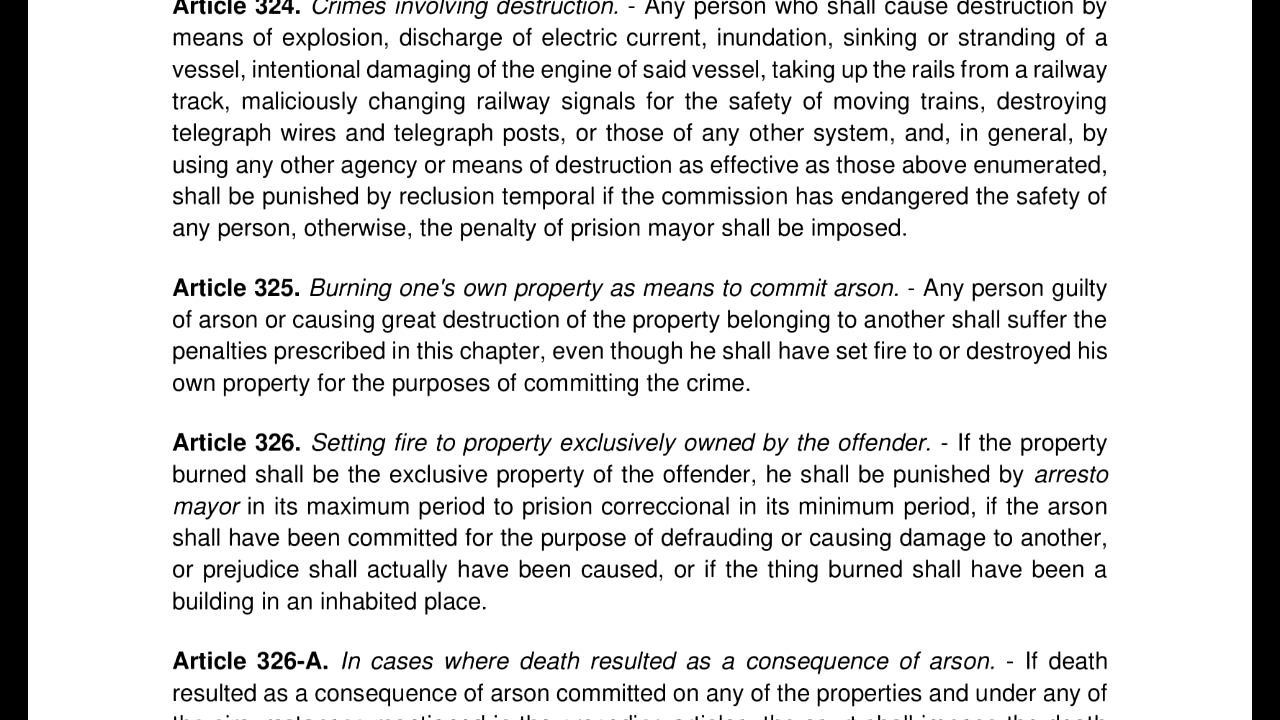 Article 324. Crimes involving destruction. - Any person who shall cause destruction by
means of explosion, discharge of electric current, inundation, sinking or stranding of a
vessel, intentional damaging of the engine of said vessel, taking up the rails from a railway
track, maliciously changing railway signals for the safety of moving trains, destroying
telegraph wires and telegraph posts, or those of any other system, and, in general, by
using any other agency or means of destruction as effective as those above enumerated,
shall be punished by reclusion temporal if the commission has endangered the safety of
any person, otherwise, the penalty of prision mayor shall be imposed.
Article 325. Burning one's own property as means to commit arson. - Any person guilty
of arson or causing great destruction of the property belonging to another shall suffer the
penalties prescribed in this chapter, even though he shall have set fire to or destroyed his
own property for the purposes of committing the crime.
Article 326. Setting fire to property exclusively owned by the offender. - If the property
burned shall be the exclusive property of the offender, he shall be punished by arresto
mayor in its maximum period to prision correccional in its minimum period, if the arson
shall have been committed for the purpose of defrauding or causing damage to another,
or prejudice shall actually have been caused, or if the thing burned shall have been a
building in an inhabited place.
Article 326-A. In cases where death resulted as a consequence of arson. - If death
resulted as a consequence of arson committed on any of the properties and under any of